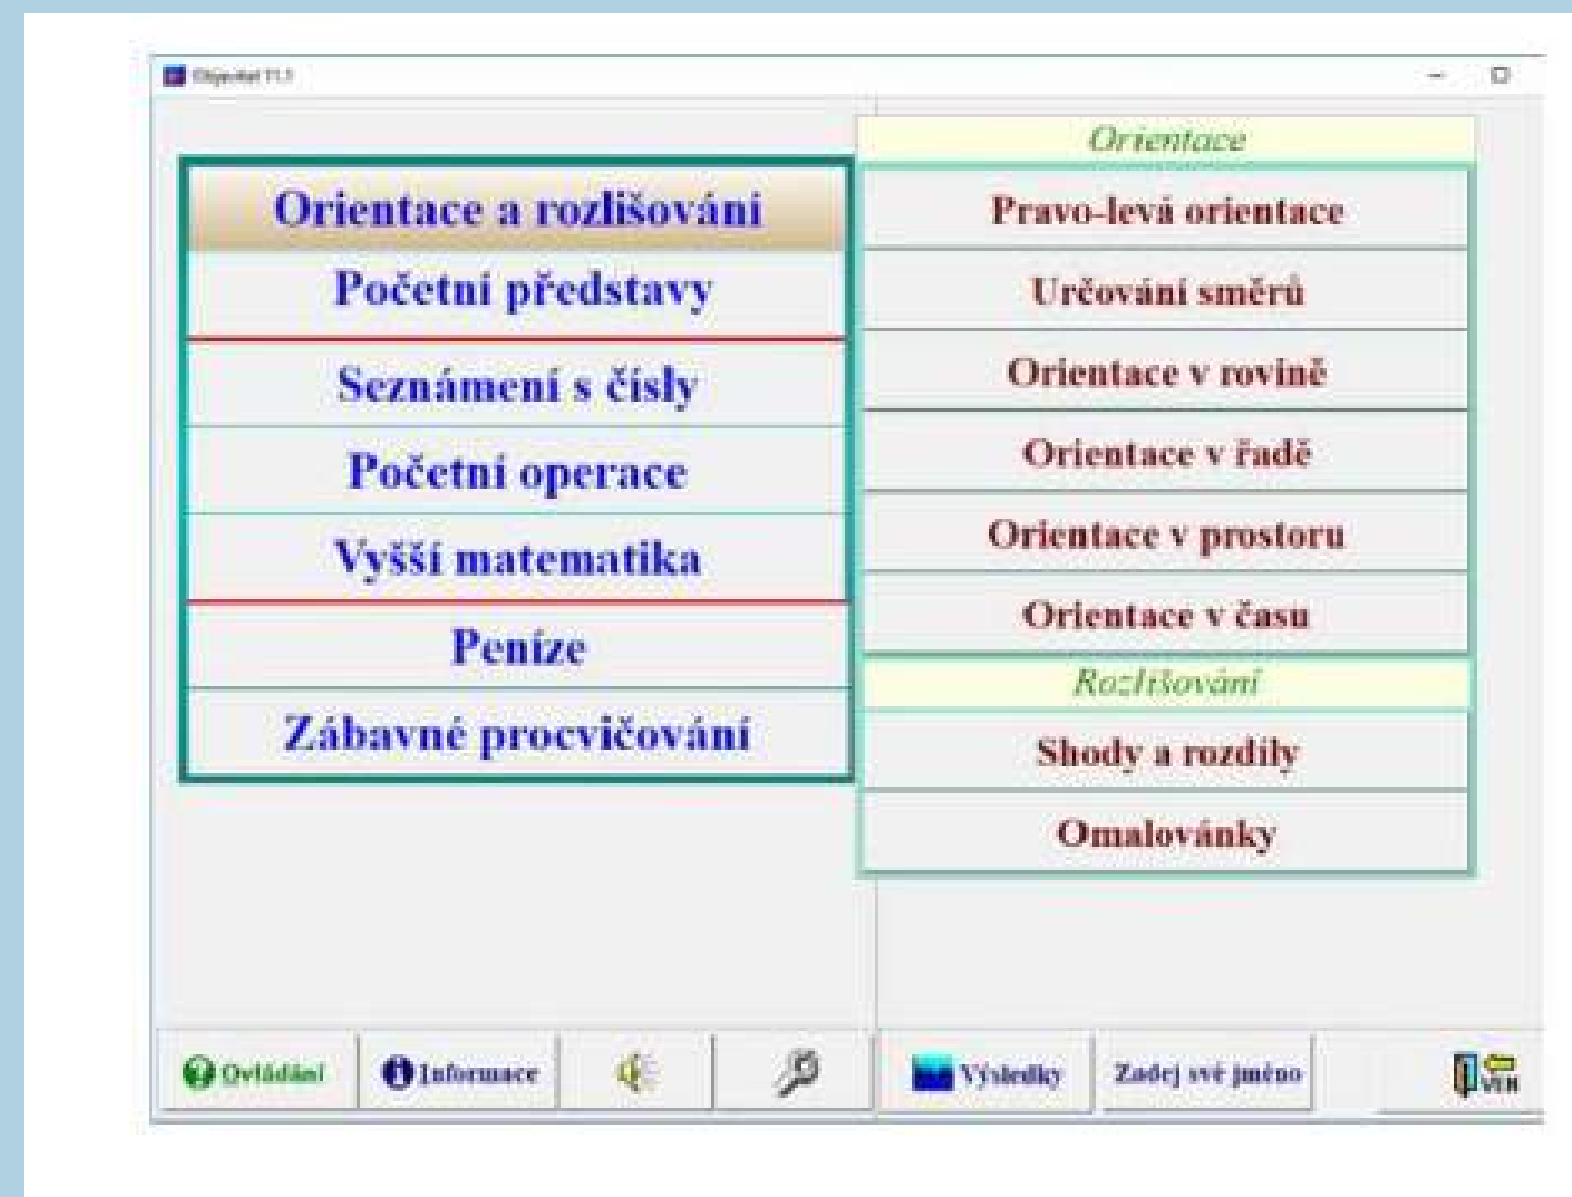 Orientace a rozlišování
Početní představy
Seznámení s čísly
Početní operace
Vyšší matematika
Peníze
Zábavné procvičování
Orientace
Pravo-levá orientace
Určování směrů
Orientace v rovině
Orientace v řadě
Orientace v prostoru
Orientace v času
Rozlišování
Shody a rozdíly
Omalovánky
Ovládání
Informace
Výsledky
Zadej své jméno
VEN